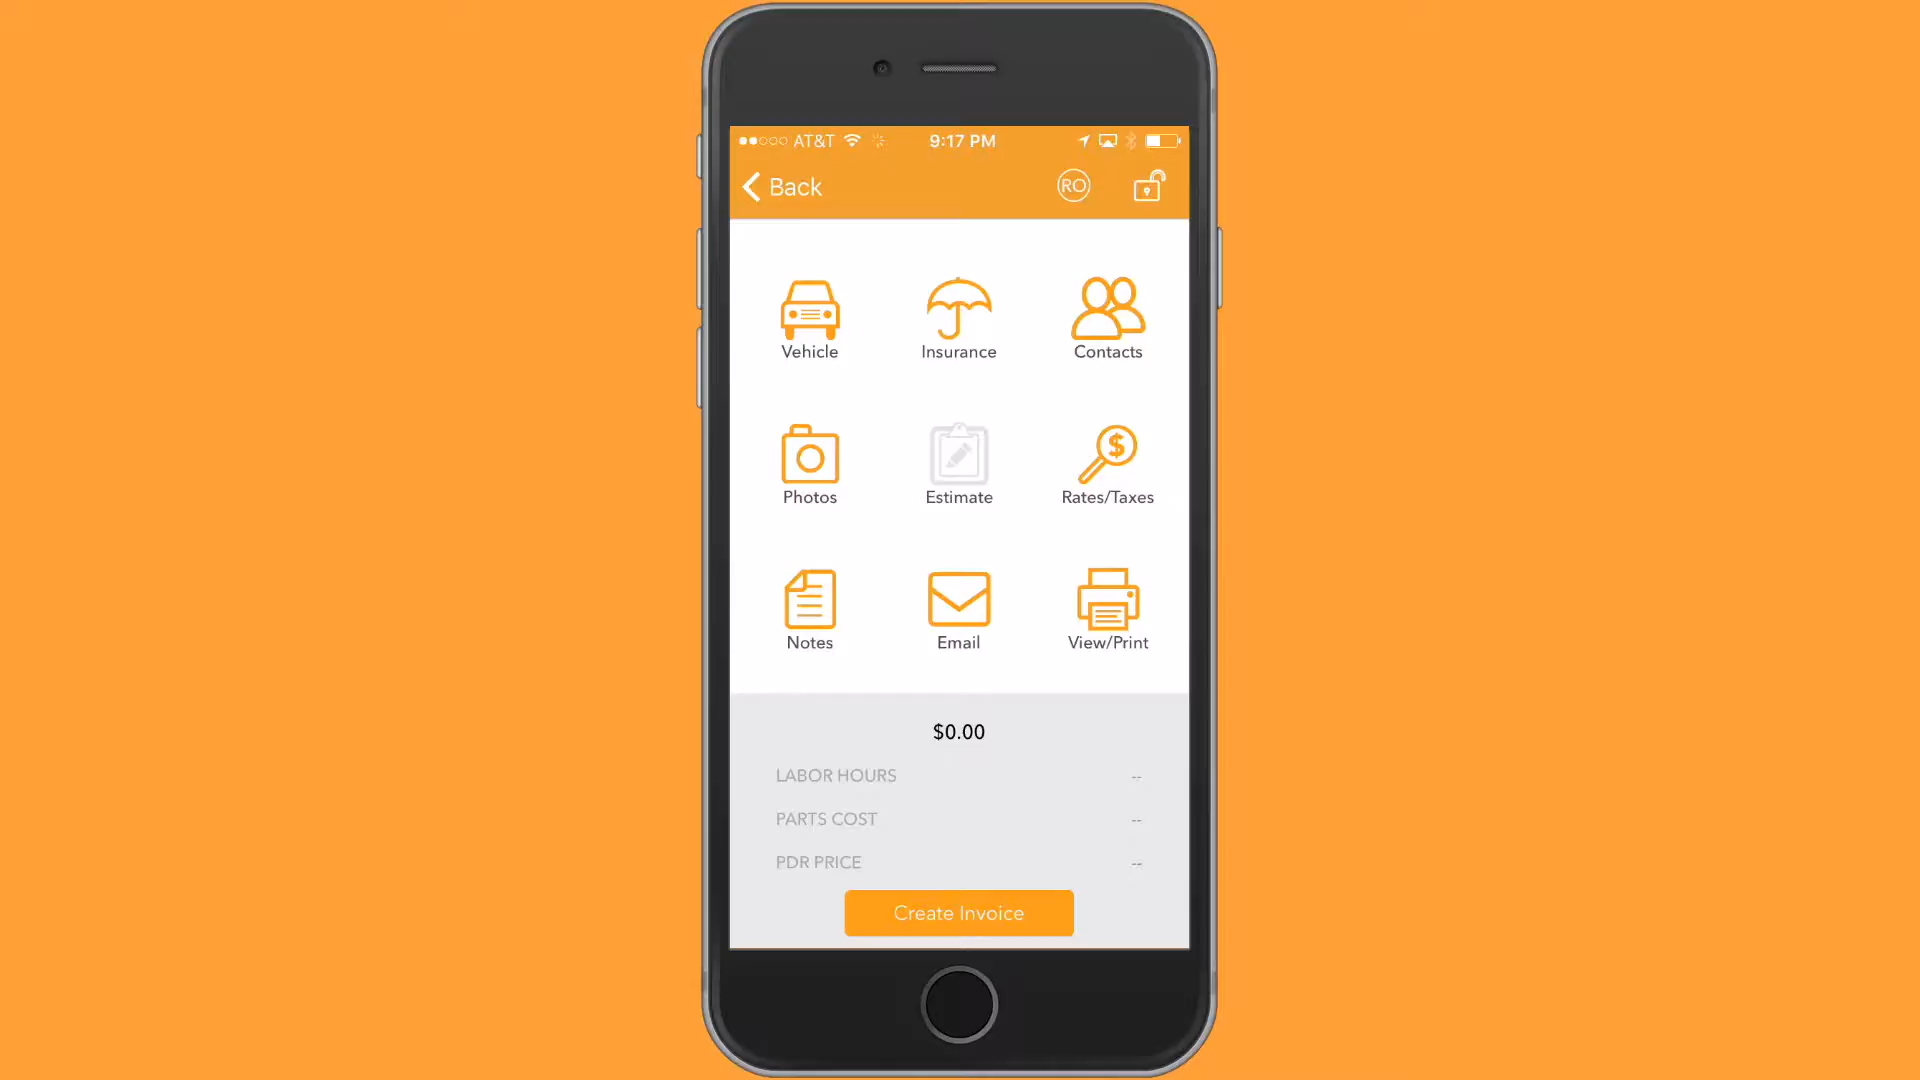 AT&T 9:17 PM
Back RO
Vehicle Insurance Contacts
$
Photos Estimate Rates/Taxes
Notes Email View/Print
$0.00
LABOR HOURS --
PARTS COST --
PDR PRICE --
Create Invoice